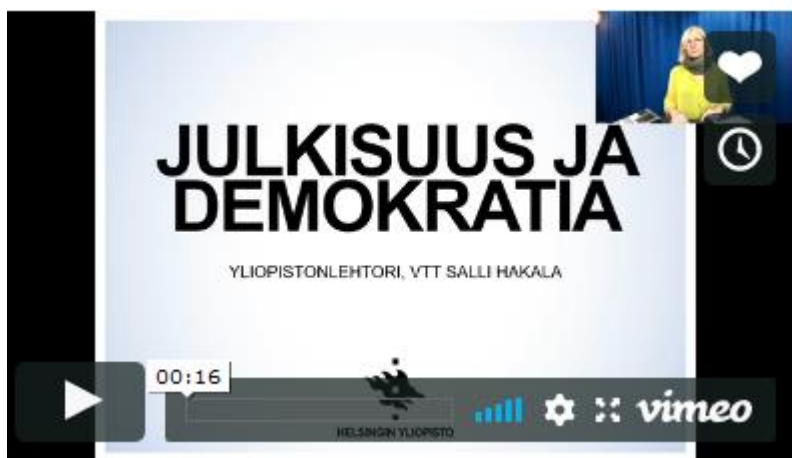 JULKISUUS JA
DEMOKRATIA
YLIOPISTONLEHTORI, VTT SALLI HAKALA
00:16
vimeo
HELSINGIN YLIOPISTO